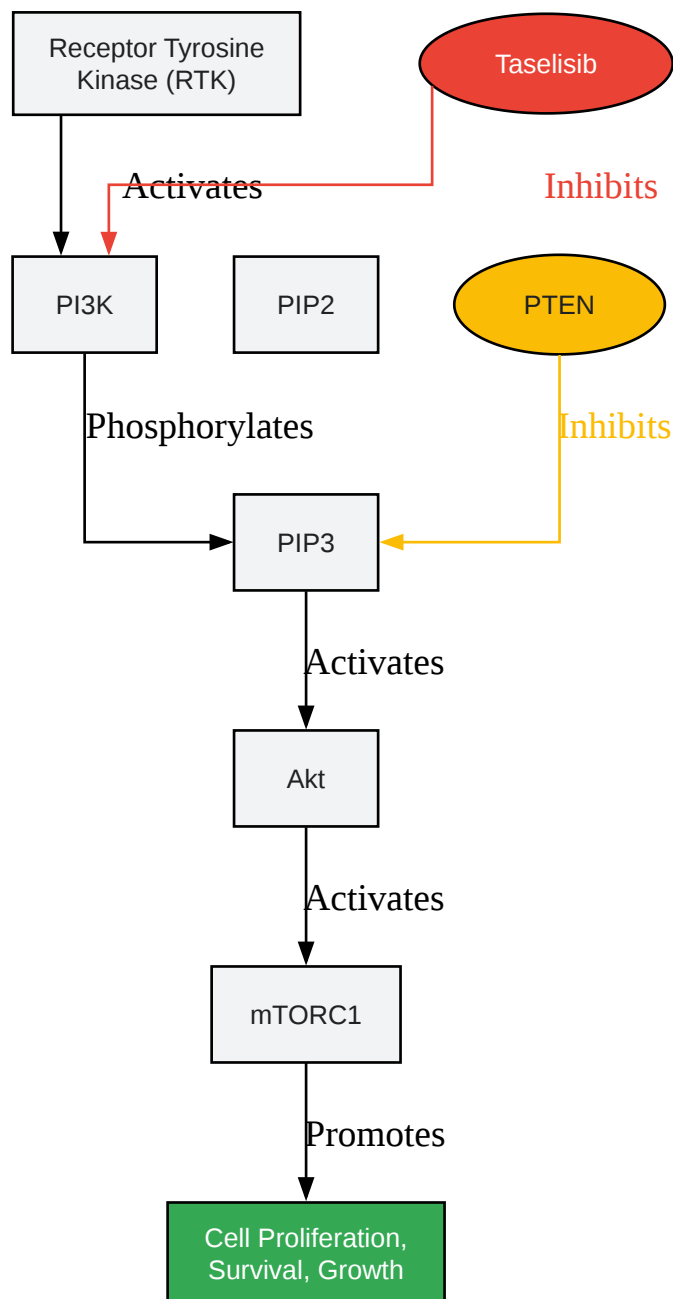 Receptor Tyrosine
Kinase (RTK)
Taselisib
Activates
Inhibits
PI3K
PIP2
PTEN
Phosphorylates
Inhibits
PIP3
Activates
Akt
Activates
mTORC1
Promotes
Cell Proliferation,
Survival, Growth